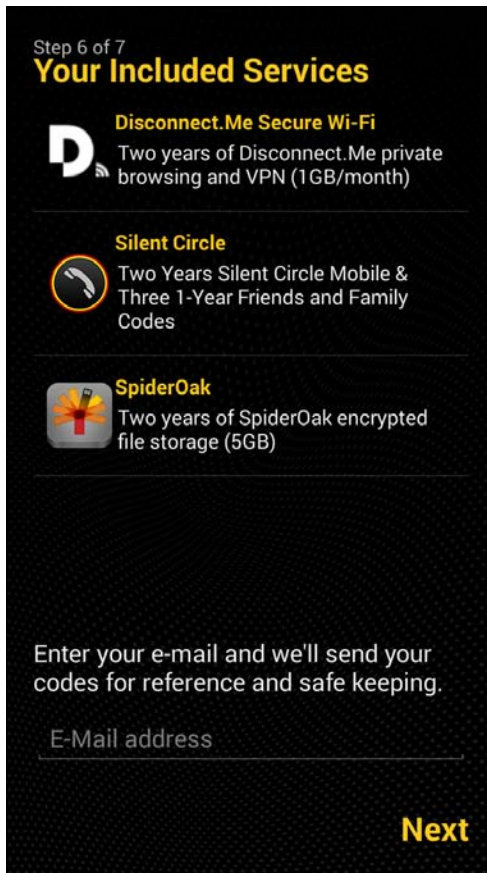 Step 6 of 7
Your Included Services
Disconnect.Me Secure Wi-Fi
Two years of Disconnect.Me private
browsing and VPN (1GB/month)
Silent Circle
Two Years Silent Circle Mobile &
Three 1-Year Friends and Family
Codes
SpiderOak
Two years of SpiderOak encrypted
file storage (5GB)
Enter your e-mail and we'll send your
codes for reference and safe keeping.
E-Mail address
Next